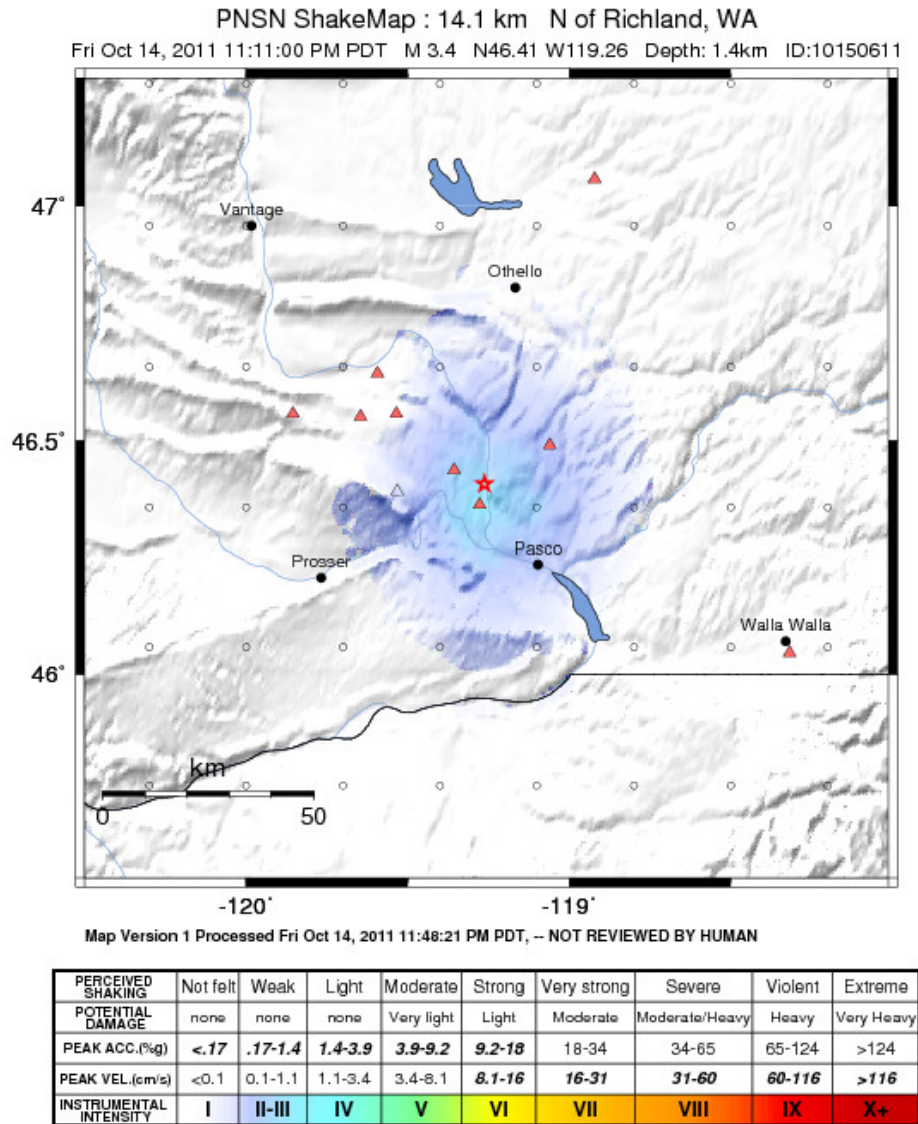 PNSN ShakeMap : 14.1 km N of Richland, WA
Fri Oct 14, 2011 11:11:00 PM PDT M 3.4 N46.41 W119.26 Depth: 1.4km ID:10150611
47°
Vantage
Othello
46.5°
Pasco
Prosser
Walla Walla
46°
km
0 50
-120° -119°
Map Version 1 Processed Fri Oct 14, 2011 11:48:21 PM PDT, -- NOT REVIEWED BY HUMAN
PERCEIVED SHAKING Not felt Weak Light Moderate Strong Very strong Severe Violent Extreme
POTENTIAL DAMAGE none none none Very light Light Moderate Moderate/Heavy Heavy Very Heavy
PEAK ACC.(%g) <.17 .17-1.4 1.4-3.9 3.9-9.2 9.2-18 18-34 34-65 65-124 >124
PEAK VEL.(cm/s) <0.1 0.1-1.1 1.1-3.4 3.4-8.1 8.1-16 16-31 31-60 60-116 >116
INSTRUMENTAL INTENSITY I II-III IV V VI VII VIII IX X+